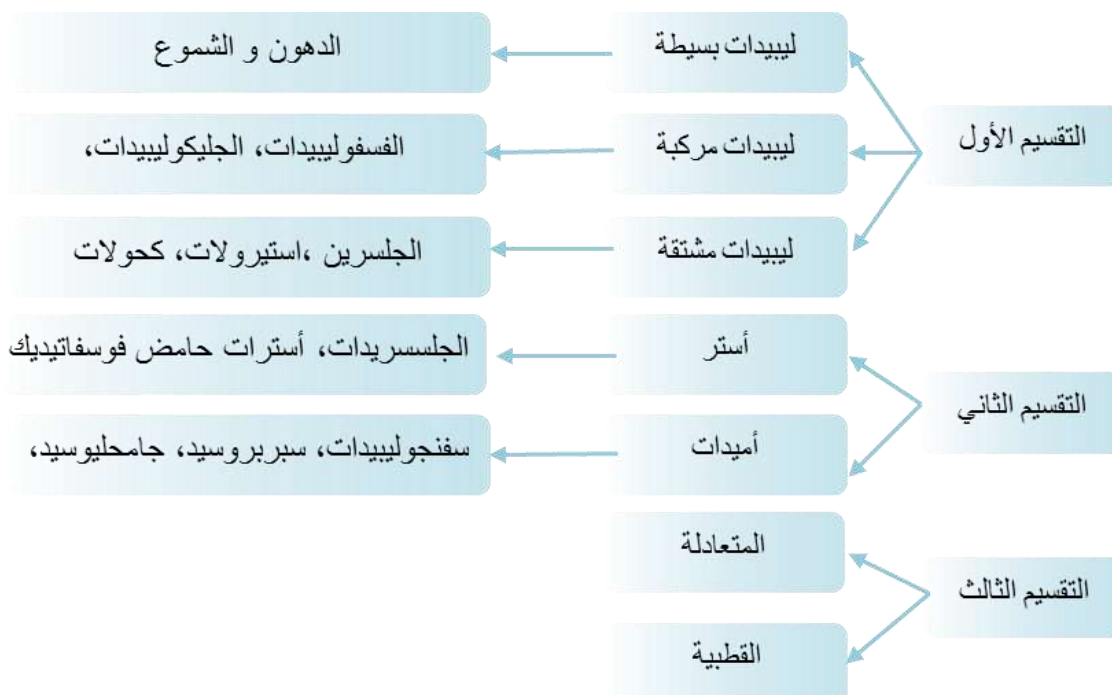 التقسيم الأول
ليبيدات بسيطة
الدهون و الشموع
ليبيدات مركبة
الفسفوليبيدات، الجليكوليبيدات،
ليبيدات مشتقة
الجلسرين ،استيرولات، كحولات
التقسيم الثاني
أستر
الجلسسريدات، أسترات حامض فوسفاتيديك
أميدات
سفنجوليبيدات، سبربروسيد، جامحليوسيد،
التقسيم الثالث
المتعادلة
القطبية